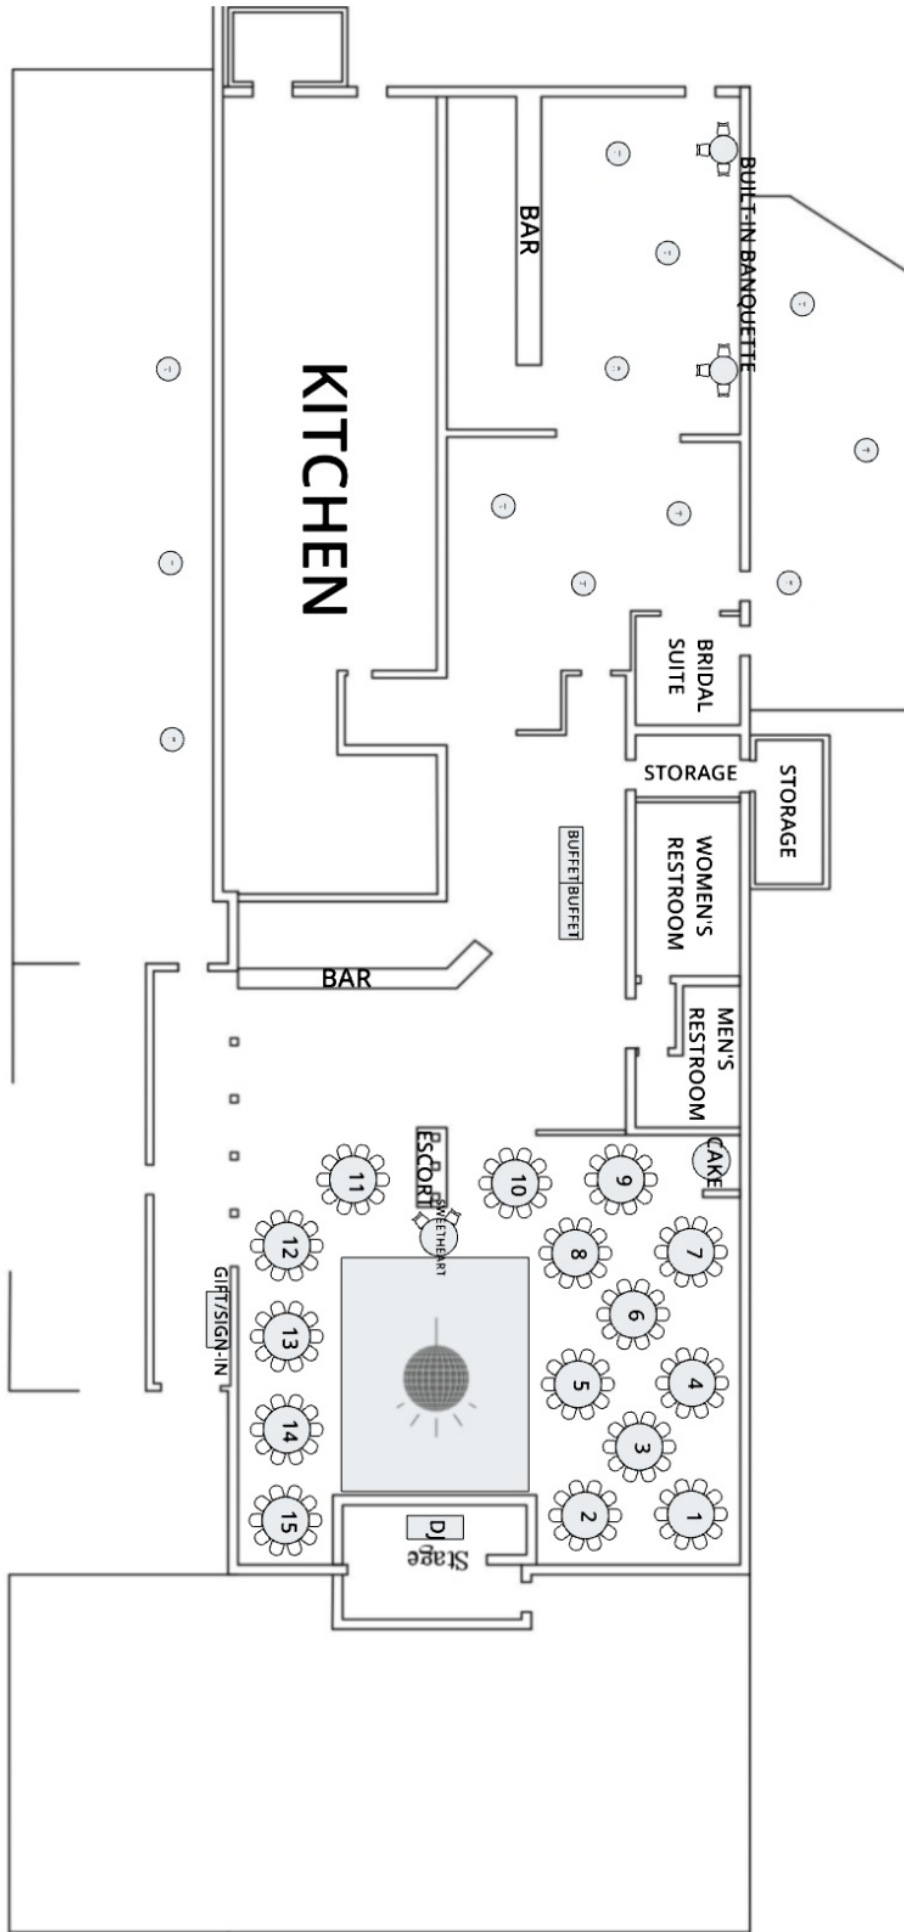 BAR
BUILT-IN BANQUETTE
KITCHEN
BRIDAL
SUITE
STORAGE
STORAGE
WOMEN'S
RESTROOM
BUFFET
BUFFET
BAR
MEN'S
RESTROOM
CAKE
ESCORT
SWEETHEART
11
10
9
12
8
7
GIFT/SIGN-IN
13
6
5
4
14
3
15
2
1
DJ
Stage